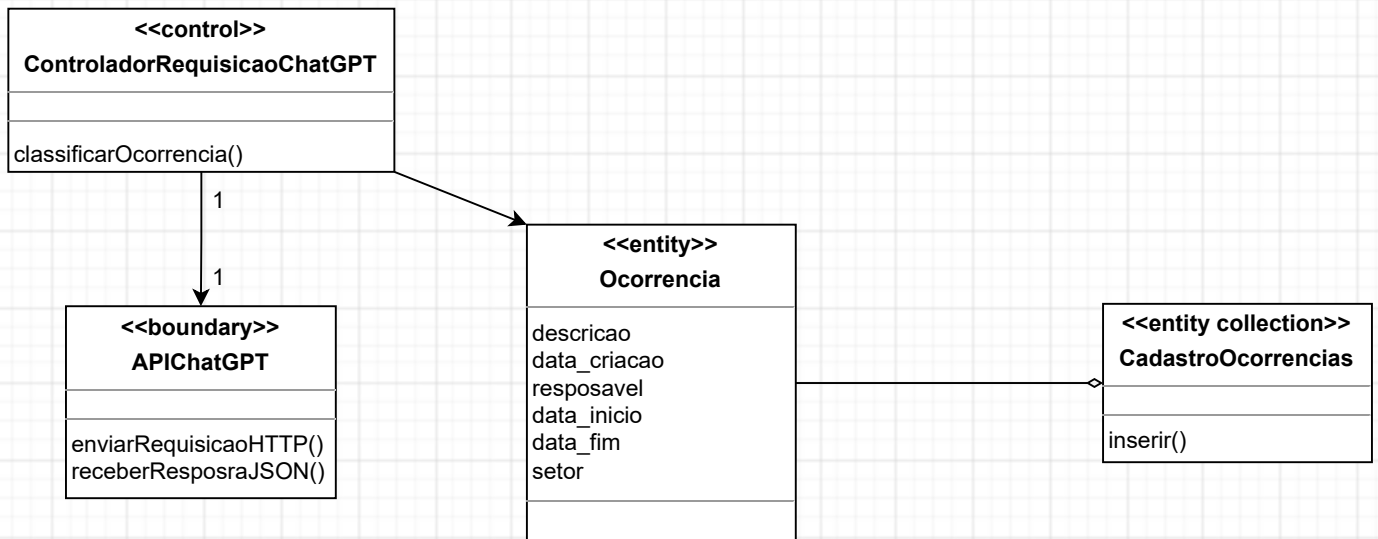 <<control>>
ControladorRequisicaoChatGPT
classificarOcorrencia()
1
1
<<boundary>>
APIChatGPT
enviarRequisicaoHTTP()
receberResposraJSON()
<<entity>>
Ocorrencia
descricao
data_criacao
resposavel
data_inicio
data_fim
setor
<<entity collection>>
CadastroOcorrencias
inserir()